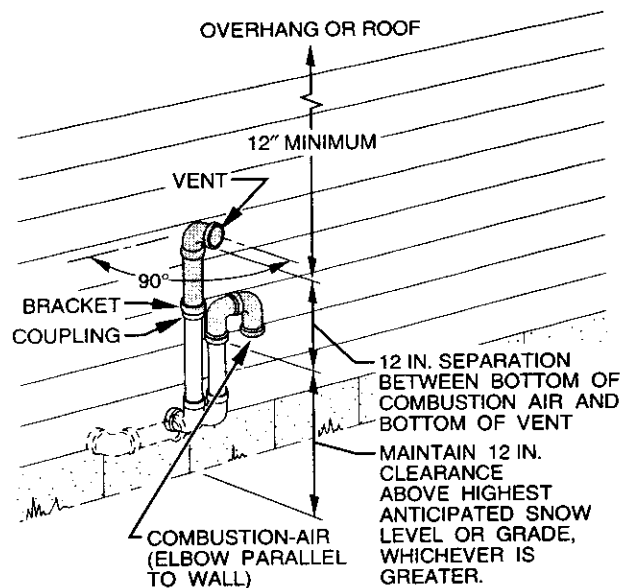 OVERHANG OR ROOF
12″ MINIMUM
VENT
90°
BRACKET
COUPLING
12 IN. SEPARATION
BETWEEN BOTTOM OF
COMBUSTION AIR AND
BOTTOM OF VENT
MAINTAIN 12 IN.
CLEARANCE
ABOVE HIGHEST
ANTICIPATED SNOW
LEVEL OR GRADE,
WHICHEVER IS
GREATER.
COMBUSTION-AIR
(ELBOW PARALLEL
TO WALL)